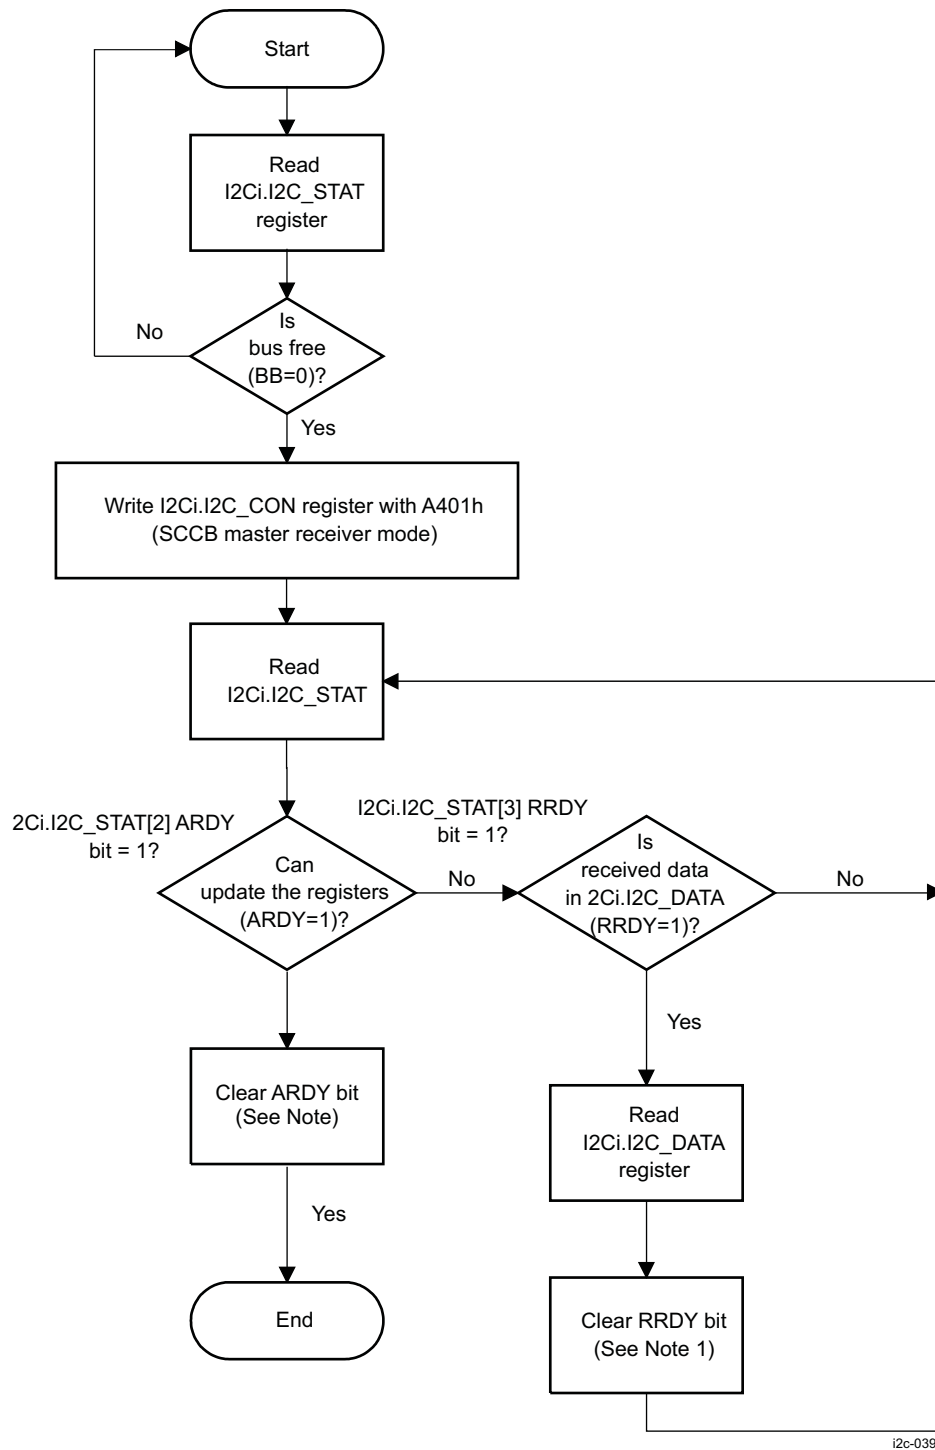 Start
Read
I2Ci.I2C_STAT
register
Is
bus free
(BB=0)?
No
Yes
Write I2Ci.I2C_CON register with A401h
(SCCB master receiver mode)
Read
I2Ci.I2C_STAT
2Ci.I2C_STAT[2] ARDY
bit = 1?
Can
update the registers
(ARDY=1)?
No
I2Ci.I2C_STAT[3] RRDY
bit = 1?
Is
received data
in 2Ci.I2C_DATA
(RRDY=1)?
No
Yes
Clear ARDY bit
(See Note)
Read
I2Ci.I2C_DATA
register
Yes
End
Clear RRDY bit
(See Note 1)
i2c-039